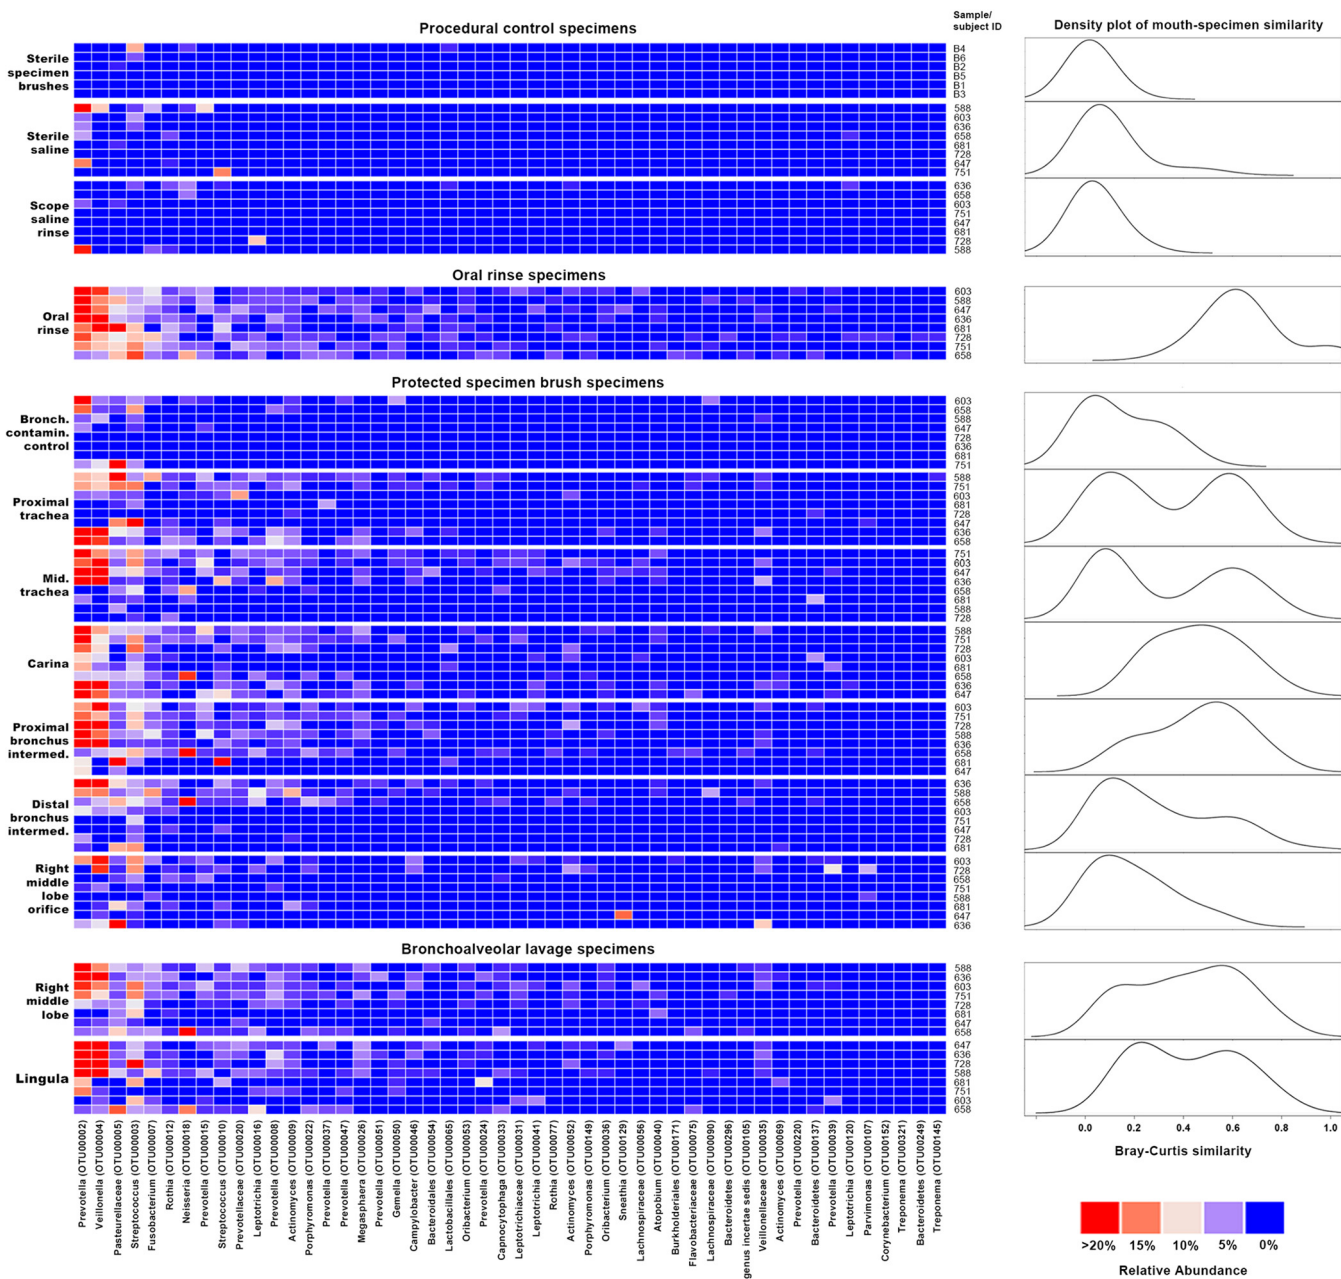 Procedural control specimens
Sample/
subject ID
Density plot of mouth-specimen similarity
Sterile
specimen
brushes
B4
B6
B2
B5
B1
B3
Sterile
saline
588
603
636
658
681
728
647
751
Scope
saline
rinse
636
658
603
751
647
681
728
588
Oral rinse specimens
Oral
rinse
603
588
647
636
681
728
751
658
Protected specimen brush specimens
Bronch.
contamin.
control
603
658
588
647
728
636
681
751
Proximal
trachea
588
751
603
681
728
647
636
658
Mid.
trachea
751
603
647
636
658
681
588
728
Carina
588
751
728
603
681
658
636
647
Proximal
bronchus
intermed.
603
751
728
588
636
658
681
647
Distal
bronchus
intermed.
636
588
658
603
751
647
728
681
Right
middle
lobe
orifice
603
728
658
751
588
681
647
636
Bronchoalveolar lavage specimens
Right
middle
lobe
588
636
603
751
728
681
647
658
Lingula
647
636
728
588
681
751
603
658
Prevotella (OTU00002)
Veillonella (OTU00004)
Pasteurellaceae (OTU00005)
Streptococcus (OTU00003)
Fusobacterium (OTU00007)
Rothia (OTU00012)
Neisseria (OTU00018)
Prevotella (OTU00015)
Streptococcus (OTU00010)
Prevotellaceae (OTU00020)
Leptotrichia (OTU00016)
Prevotella (OTU00008)
Actinomyces (OTU00009)
Porphyromonas (OTU00022)
Prevotella (OTU00037)
Prevotella (OTU00047)
Megasphaera (OTU00026)
Prevotella (OTU00051)
Gemella (OTU00050)
Campylobacter (OTU00046)
Bacteroidales (OTU00054)
Lactobacillales (OTU00065)
Oribacterium (OTU00053)
Prevotella (OTU00024)
Capnocytophaga (OTU00033)
Leptotrichiaceae (OTU00031)
Leptotrichia (OTU00041)
Rothia (OTU00077)
Actinomyces (OTU00052)
Porphyromonas (OTU00149)
Oribacterium (OTU00036)
Sneathia (OTU00129)
Lachnospiraceae (OTU00056)
Atopobium (OTU00040)
Burkholderiales (OTU00171)
Flavobacteriaceae (OTU00075)
Lachnospiraceae (OTU00090)
Bacteroidetes (OTU00296)
genus incertae sedis (OTU00105)
Veillonellaceae (OTU00035)
Actinomyces (OTU00069)
Prevotella (OTU00220)
Bacteroidetes (OTU00137)
Prevotella (OTU00039)
Leptotrichia (OTU00120)
Parvimonas (OTU00107)
Corynebacterium (OTU00152)
Treponema (OTU00321)
Bacteroidetes (OTU00249)
Treponema (OTU00145)
0.0 0.2 0.4 0.6 0.8 1.0
Bray-Curtis similarity
>20% 15% 10% 5% 0%
Relative Abundance